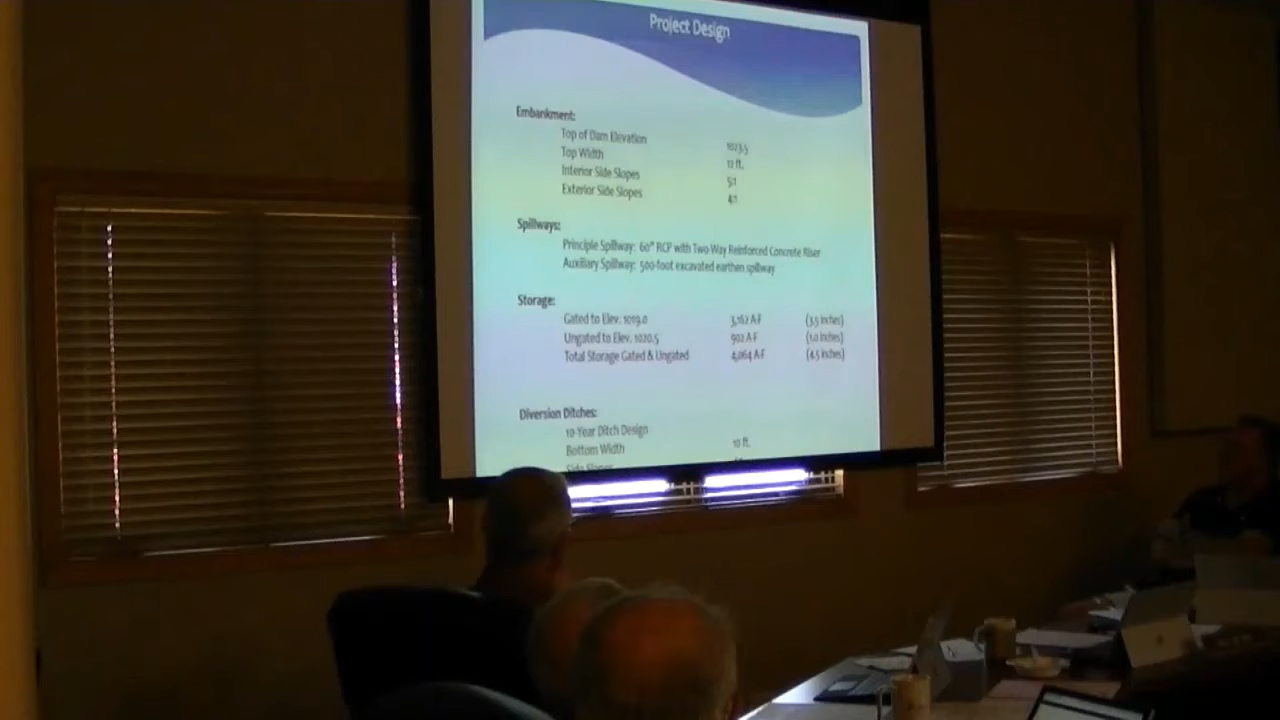 Project Design
Embankment:
Top of Dam Elevation 1023.5
Top Width 12 ft.
Interior Side Slopes 5:1
Exterior Side Slopes 4:1
Spillways:
Principle Spillway: 60" RCP with Two-Way Reinforced Concrete Riser
Auxiliary Spillway: 500-foot excavated earthen spillway
Storage:
Gated to Elev. 1019.0 3,162 A-F (3.5 inches)
Ungated to Elev. 1020.5 902 A-F (1.0 inches)
Total Storage Gated & Ungated 4,064 A-F (4.5 inches)
Diversion Ditches:
10-Year Ditch Design
Bottom Width 10 ft.
Side Slopes